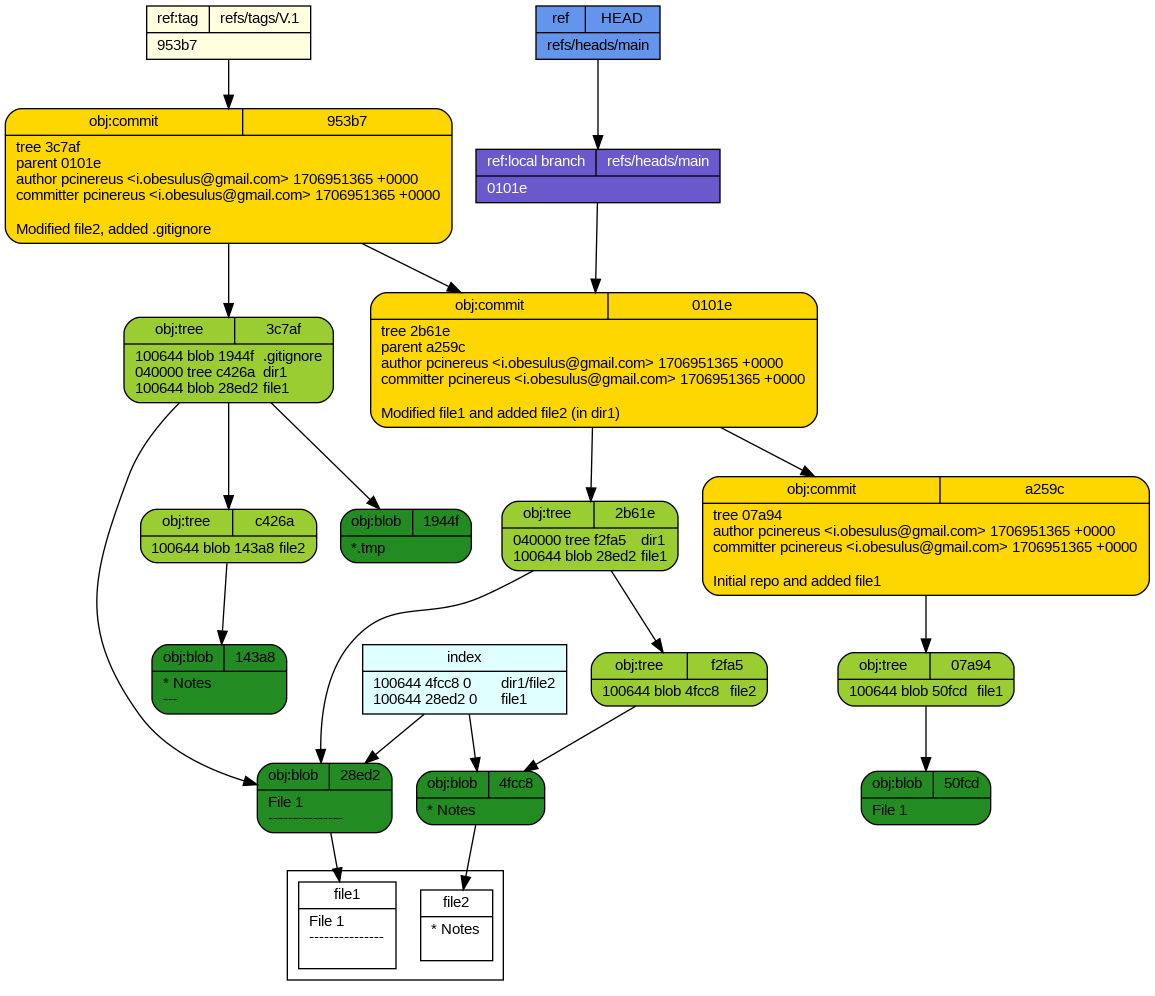 ref:tag refs/tags/V.1
953b7
ref HEAD
refs/heads/main
obj:commit 953b7
tree 3c7af
parent 0101e
author pcinereus <i.obesulus@gmail.com> 1706951365 +0000
committer pcinereus <i.obesulus@gmail.com> 1706951365 +0000
Modified file2, added .gitignore
ref:local branch refs/heads/main
0101e
obj:commit 0101e
tree 2b61e
parent a259c
author pcinereus <i.obesulus@gmail.com> 1706951365 +0000
committer pcinereus <i.obesulus@gmail.com> 1706951365 +0000
Modified file1 and added file2 (in dir1)
obj:tree 3c7af
100644 blob 1944f .gitignore
040000 tree c426a dir1
100644 blob 28ed2 file1
obj:commit a259c
tree 07a94
author pcinereus <i.obesulus@gmail.com> 1706951365 +0000
committer pcinereus <i.obesulus@gmail.com> 1706951365 +0000
Initial repo and added file1
obj:tree c426a
100644 blob 143a8 file2
obj:blob 1944f
*.tmp
obj:tree 2b61e
040000 tree f2fa5 dir1
100644 blob 28ed2 file1
obj:blob 143a8
* Notes
---
index
100644 4fcc8 0 dir1/file2
100644 28ed2 0 file1
obj:tree f2fa5
100644 blob 4fcc8 file2
obj:tree 07a94
100644 blob 50fcd file1
obj:blob 28ed2
File 1
---------------
obj:blob 4fcc8
* Notes
obj:blob 50fcd
File 1
file1
File 1
---------------
file2
* Notes